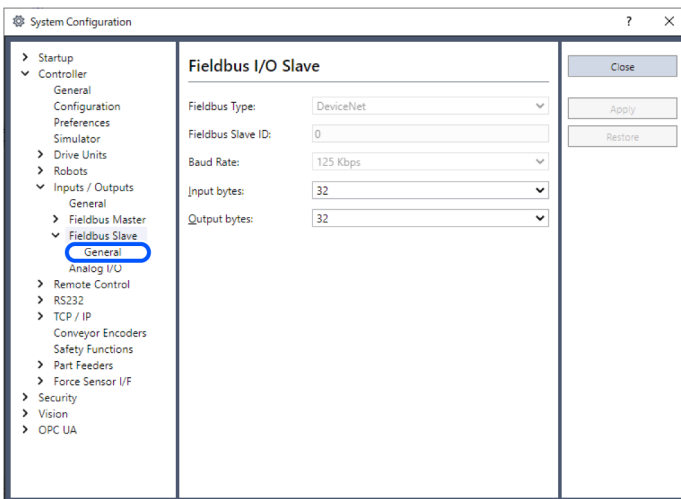 System Configuration
?
Startup
Controller
General
Configuration
Preferences
Simulator
Drive Units
Robots
Inputs / Outputs
General
Fieldbus Master
Fieldbus Slave
General
Analog I/O
Remote Control
RS232
TCP / IP
Conveyor Encoders
Safety Functions
Part Feeders
Force Sensor I/F
Security
Vision
OPC UA
Fieldbus I/O Slave
Fieldbus Type: DeviceNet
Fieldbus Slave ID: 0
Baud Rate: 125 Kbps
Input bytes: 32
Output bytes: 32
Close
Apply
Restore